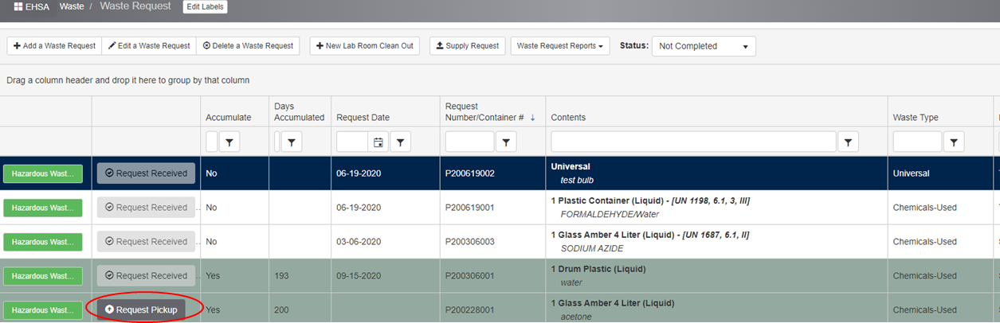 EHSA Waste / Waste Request Edit Labels
Add a Waste Request Edit a Waste Request Delete a Waste Request New Lab Room Clean Out Supply Request Waste Request Reports Status: Not Completed
Drag a column header and drop it here to group by that column
Accumulate Days Accumulated Request Date Request Number/Container # ↓ Contents Waste Type
Hazardous Wast... Request Received No 06-19-2020 P200619002 Universal Universal
test bulb
Hazardous Wast... Request Received No 06-19-2020 P200619001 1 Plastic Container (Liquid) - [UN 1198, 6.1, 3, III] Chemicals-Used
FORMALDEHYDE/Water
Hazardous Wast... Request Received No 03-06-2020 P200306003 1 Glass Amber 4 Liter (Liquid) - [UN 1687, 6.1, II] Chemicals-Used
SODIUM AZIDE
Hazardous Wast... Request Received Yes 193 09-15-2020 P200306001 1 Drum Plastic (Liquid) Chemicals-Used
water
Hazardous Wast... Request Pickup Yes 200 P200228001 1 Glass Amber 4 Liter (Liquid) Chemicals-Used
acetone